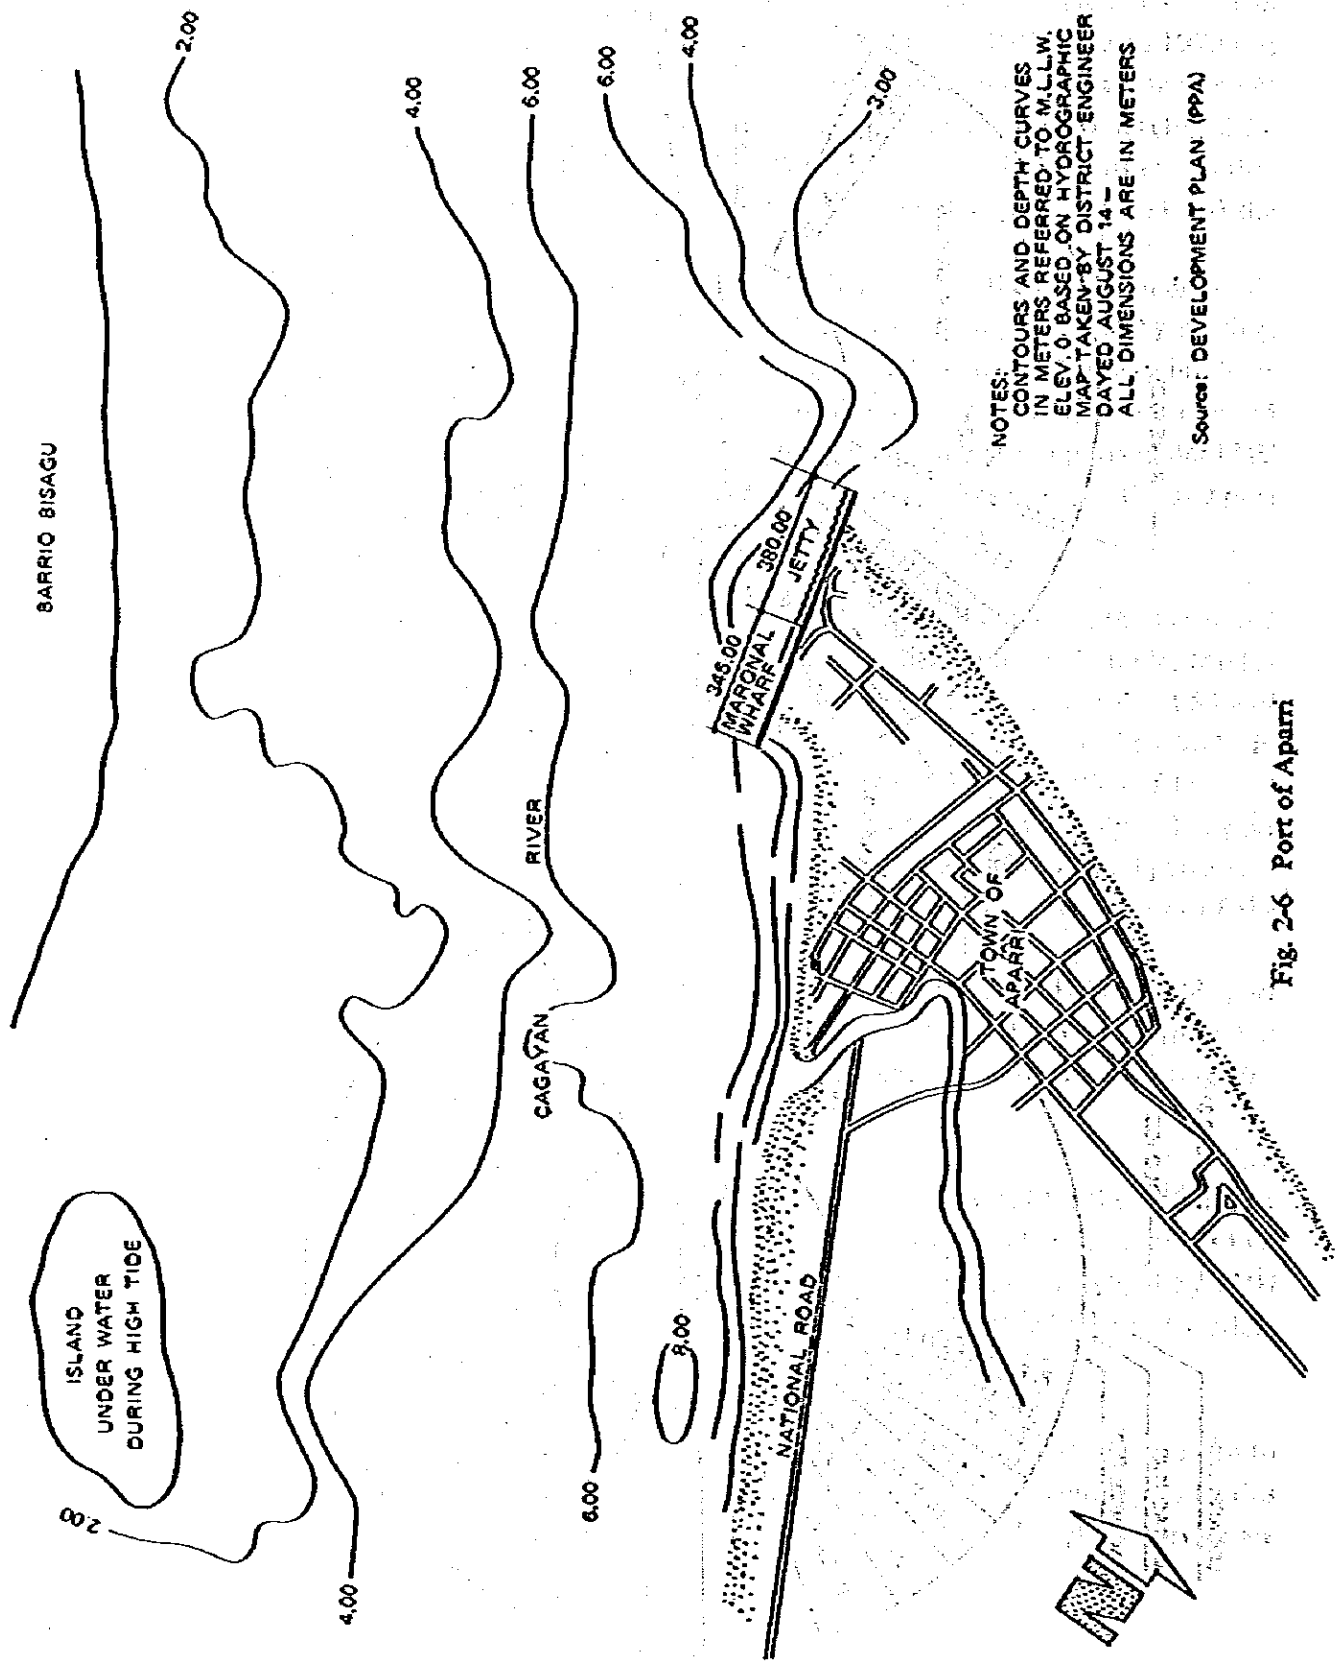 BARRIO BISAGU
2.00
4.00
6.00
6.00
4.00
3.00
ISLAND
UNDER WATER
DURING HIGH TIDE
2.00
4.00
6.00
8.00
CAGAYAN
RIVER
345.00
MARONAL
WHARF
380.00
JETTY
NATIONAL ROAD
TOWN OF
APARRI
N
NOTES:
CONTOURS AND DEPTH CURVES
IN METERS REFERRED TO M.L.L.W.
ELEV. 0 BASED ON HYDROGRAPHIC
MAP TAKEN BY DISTRICT ENGINEER
DAYED AUGUST 14 –
ALL DIMENSIONS ARE IN METERS
Source: DEVELOPMENT PLAN (PPA)
Fig. 2-6 Port of Aparri